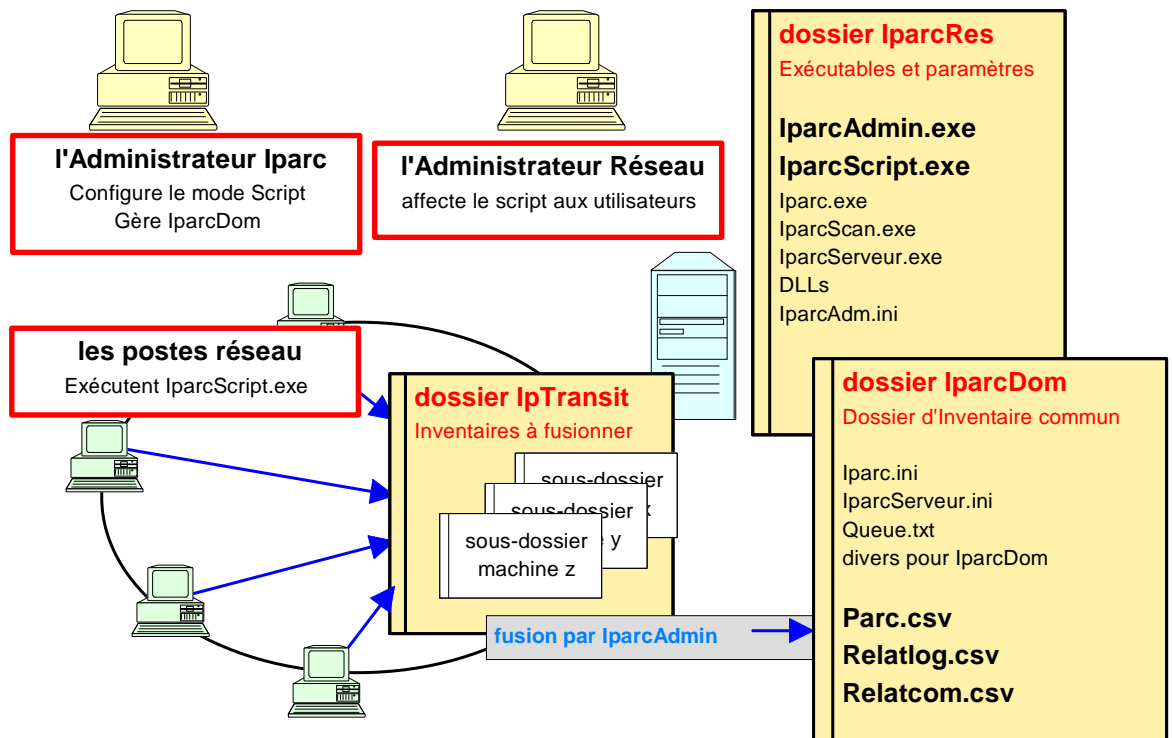 l'Administrateur Iparc
Configure le mode Script
Gère IparcDom
l'Administrateur Réseau
affecte le script aux utilisateurs
dossier IparcRes
Exécutables et paramètres
IparcAdmin.exe
IparcScript.exe
Iparc.exe
IparcScan.exe
IparcServeur.exe
DLLs
IparcAdm.ini
les postes réseau
Exécutent IparcScript.exe
dossier IpTransit
Inventaires à fusionner
sous-dossier
x
sous-dossier
y
sous-dossier
machine z
fusion par IparcAdmin
dossier IparcDom
Dossier d'Inventaire commun
Iparc.ini
IparcServeur.ini
Queue.txt
divers pour IparcDom
Parc.csv
Relatlog.csv
Relatcom.csv